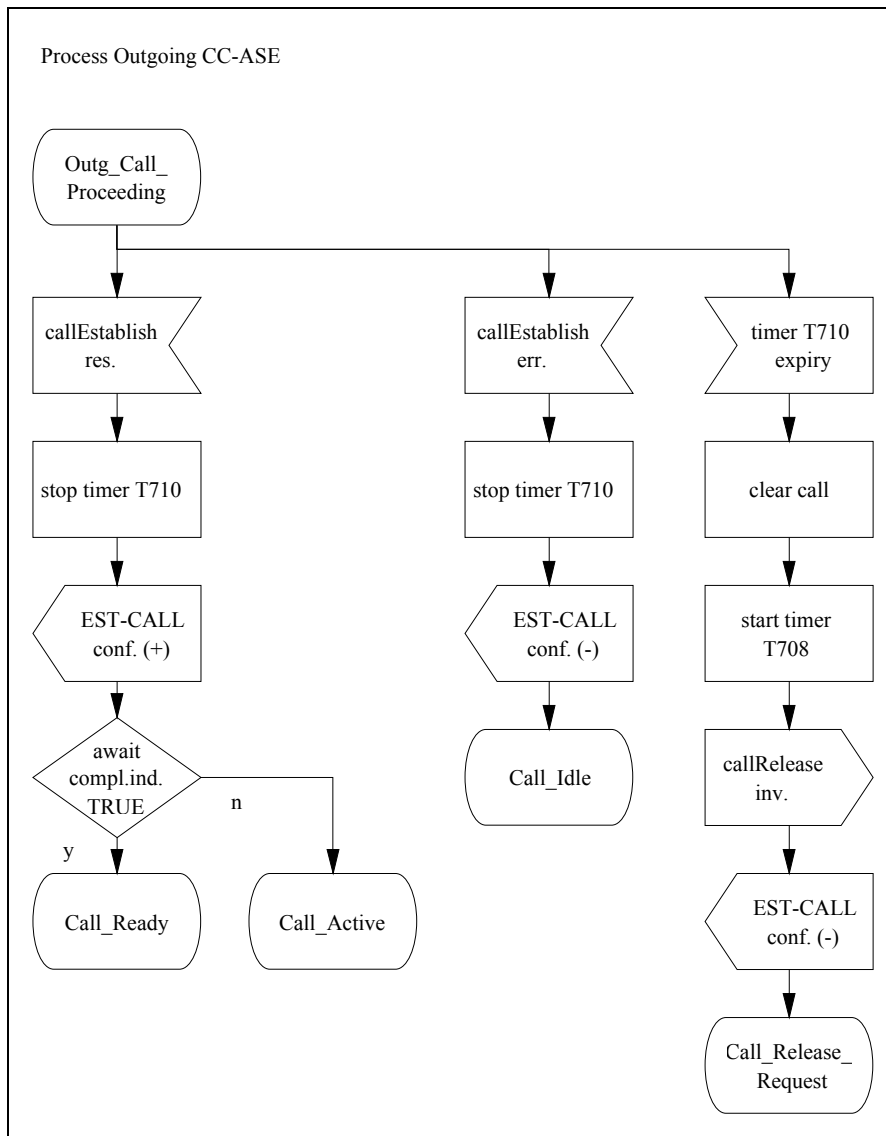 Process Outgoing CC-ASE
Outg_Call_
Proceeding
callEstablish
res.
callEstablish
err.
timer T710
expiry
stop timer T710
stop timer T710
clear call
EST-CALL
conf. (+)
EST-CALL
conf. (-)
start timer
T708
await
compl.ind.
TRUE
n
y
Call_Idle
callRelease
inv.
Call_Ready
Call_Active
EST-CALL
conf. (-)
Call_Release_
Request